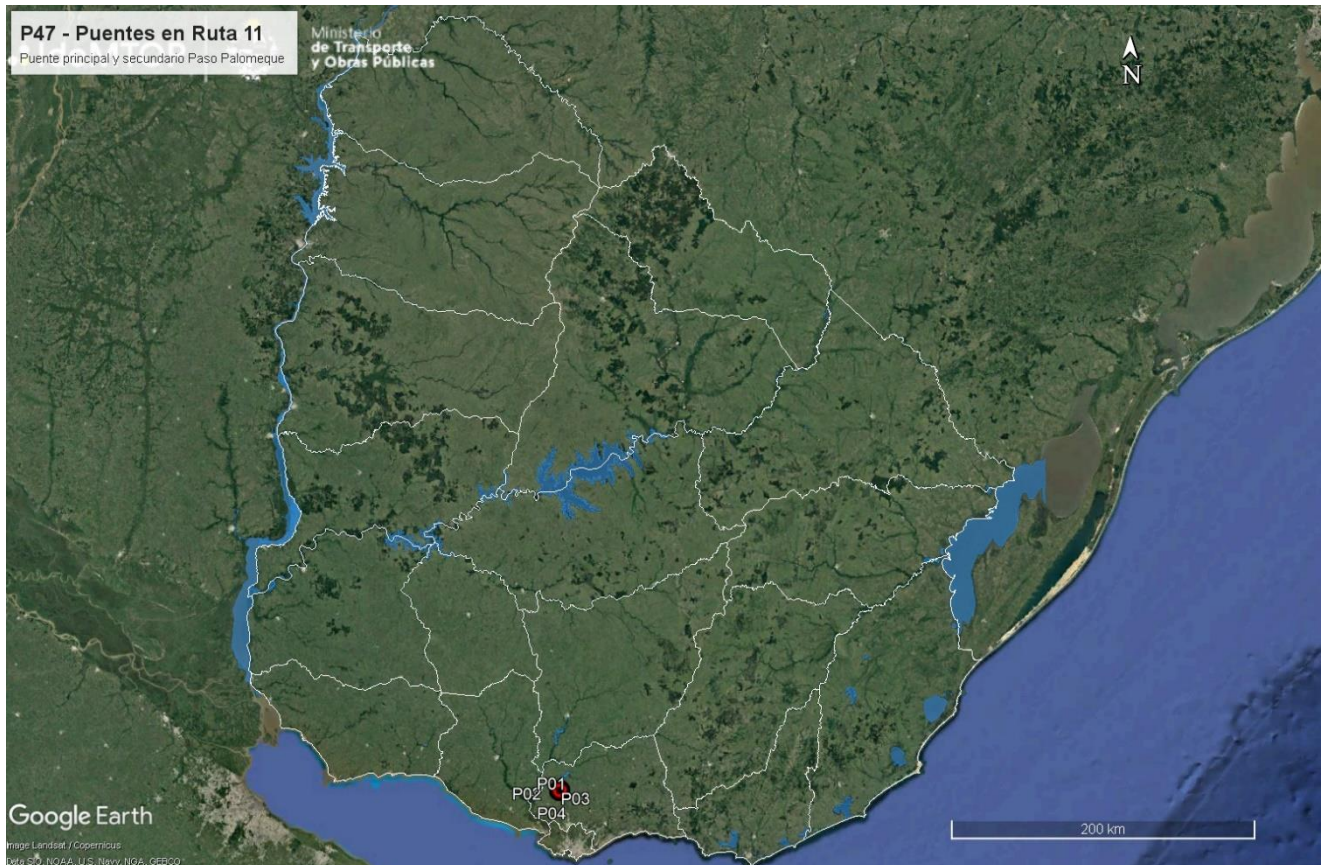 P47 - Puentes en Ruta 11
Puente principal y secundario Paso Palomeque
Ministerio
de Transporte
y Obras Públicas
N
P01
P02
P03
P04
Google Earth
Image Landsat / Copernicus
Data SIO, NOAA, U.S. Navy, NGA, GEBCO
200 km